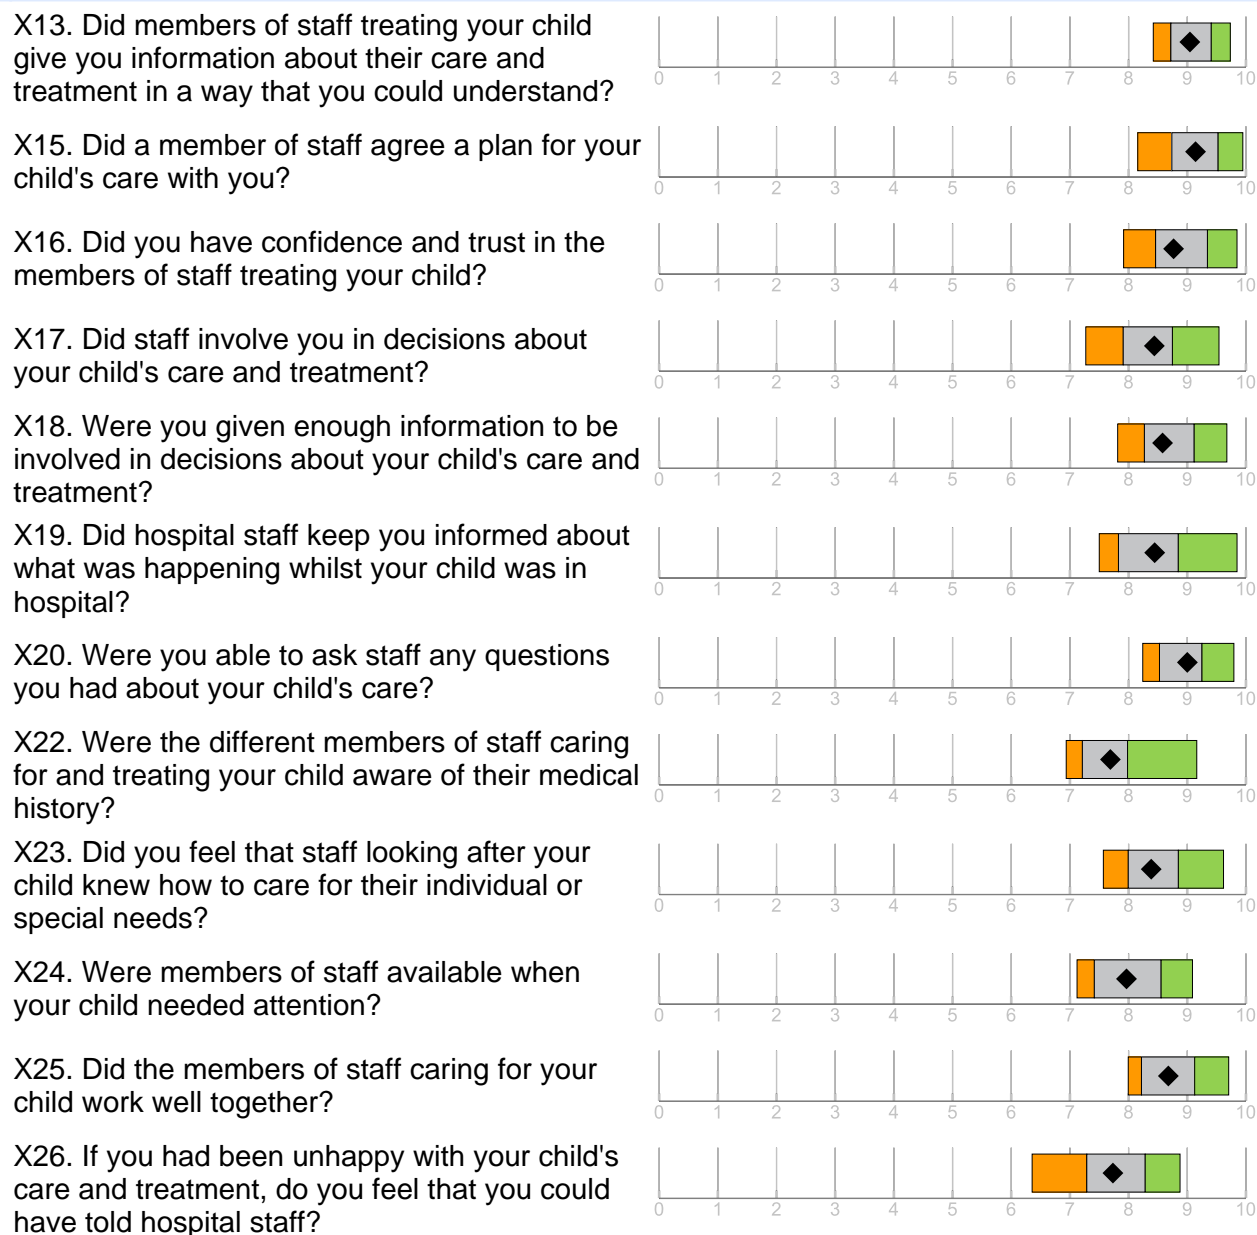 X13. Did members of staff treating your child
give you information about their care and
treatment in a way that you could understand?
0 1 2 3 4 5 6 7 8 9 10
X15. Did a member of staff agree a plan for your
child's care with you?
0 1 2 3 4 5 6 7 8 9 10
X16. Did you have confidence and trust in the
members of staff treating your child?
0 1 2 3 4 5 6 7 8 9 10
X17. Did staff involve you in decisions about
your child's care and treatment?
0 1 2 3 4 5 6 7 8 9 10
X18. Were you given enough information to be
involved in decisions about your child's care and
treatment?
0 1 2 3 4 5 6 7 8 9 10
X19. Did hospital staff keep you informed about
what was happening whilst your child was in
hospital?
0 1 2 3 4 5 6 7 8 9 10
X20. Were you able to ask staff any questions
you had about your child's care?
0 1 2 3 4 5 6 7 8 9 10
X22. Were the different members of staff caring
for and treating your child aware of their medical
history?
0 1 2 3 4 5 6 7 8 9 10
X23. Did you feel that staff looking after your
child knew how to care for their individual or
special needs?
0 1 2 3 4 5 6 7 8 9 10
X24. Were members of staff available when
your child needed attention?
0 1 2 3 4 5 6 7 8 9 10
X25. Did the members of staff caring for your
child work well together?
0 1 2 3 4 5 6 7 8 9 10
X26. If you had been unhappy with your child's
care and treatment, do you feel that you could
have told hospital staff?
0 1 2 3 4 5 6 7 8 9 10